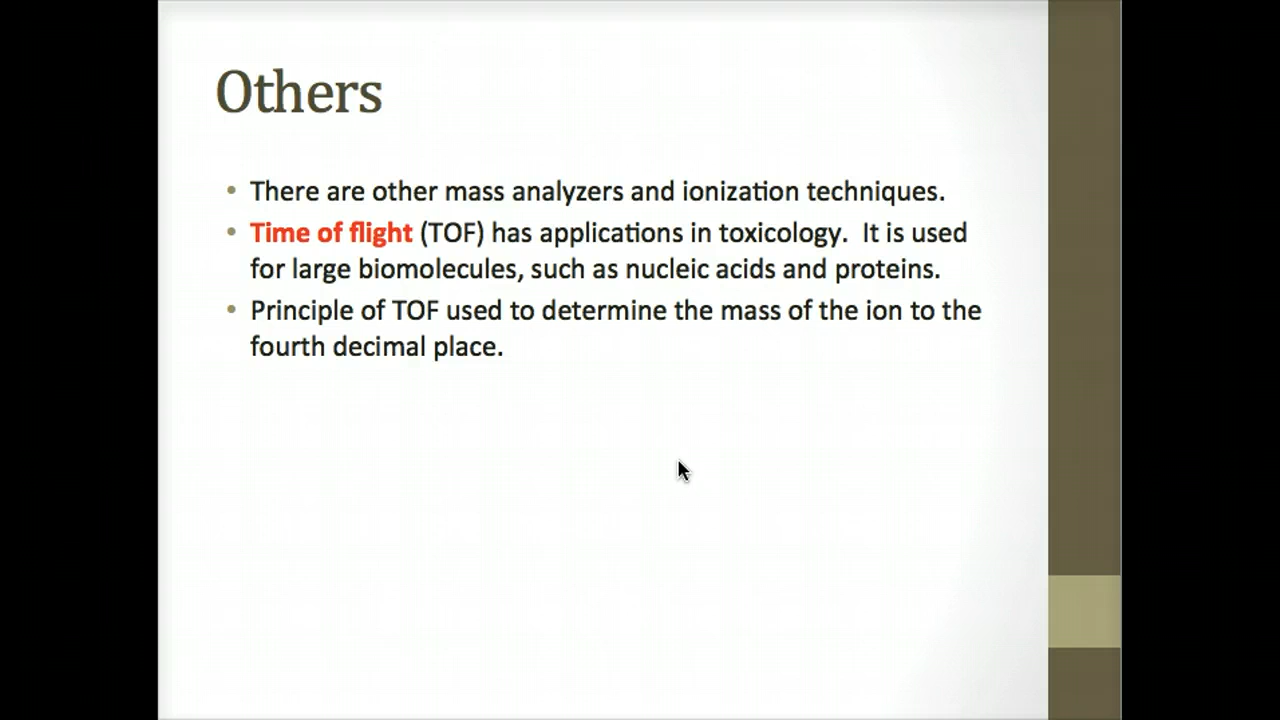 Others
• There are other mass analyzers and ionization techniques.
• Time of flight (TOF) has applications in toxicology.  It is used
for large biomolecules, such as nucleic acids and proteins.
• Principle of TOF used to determine the mass of the ion to the
fourth decimal place.